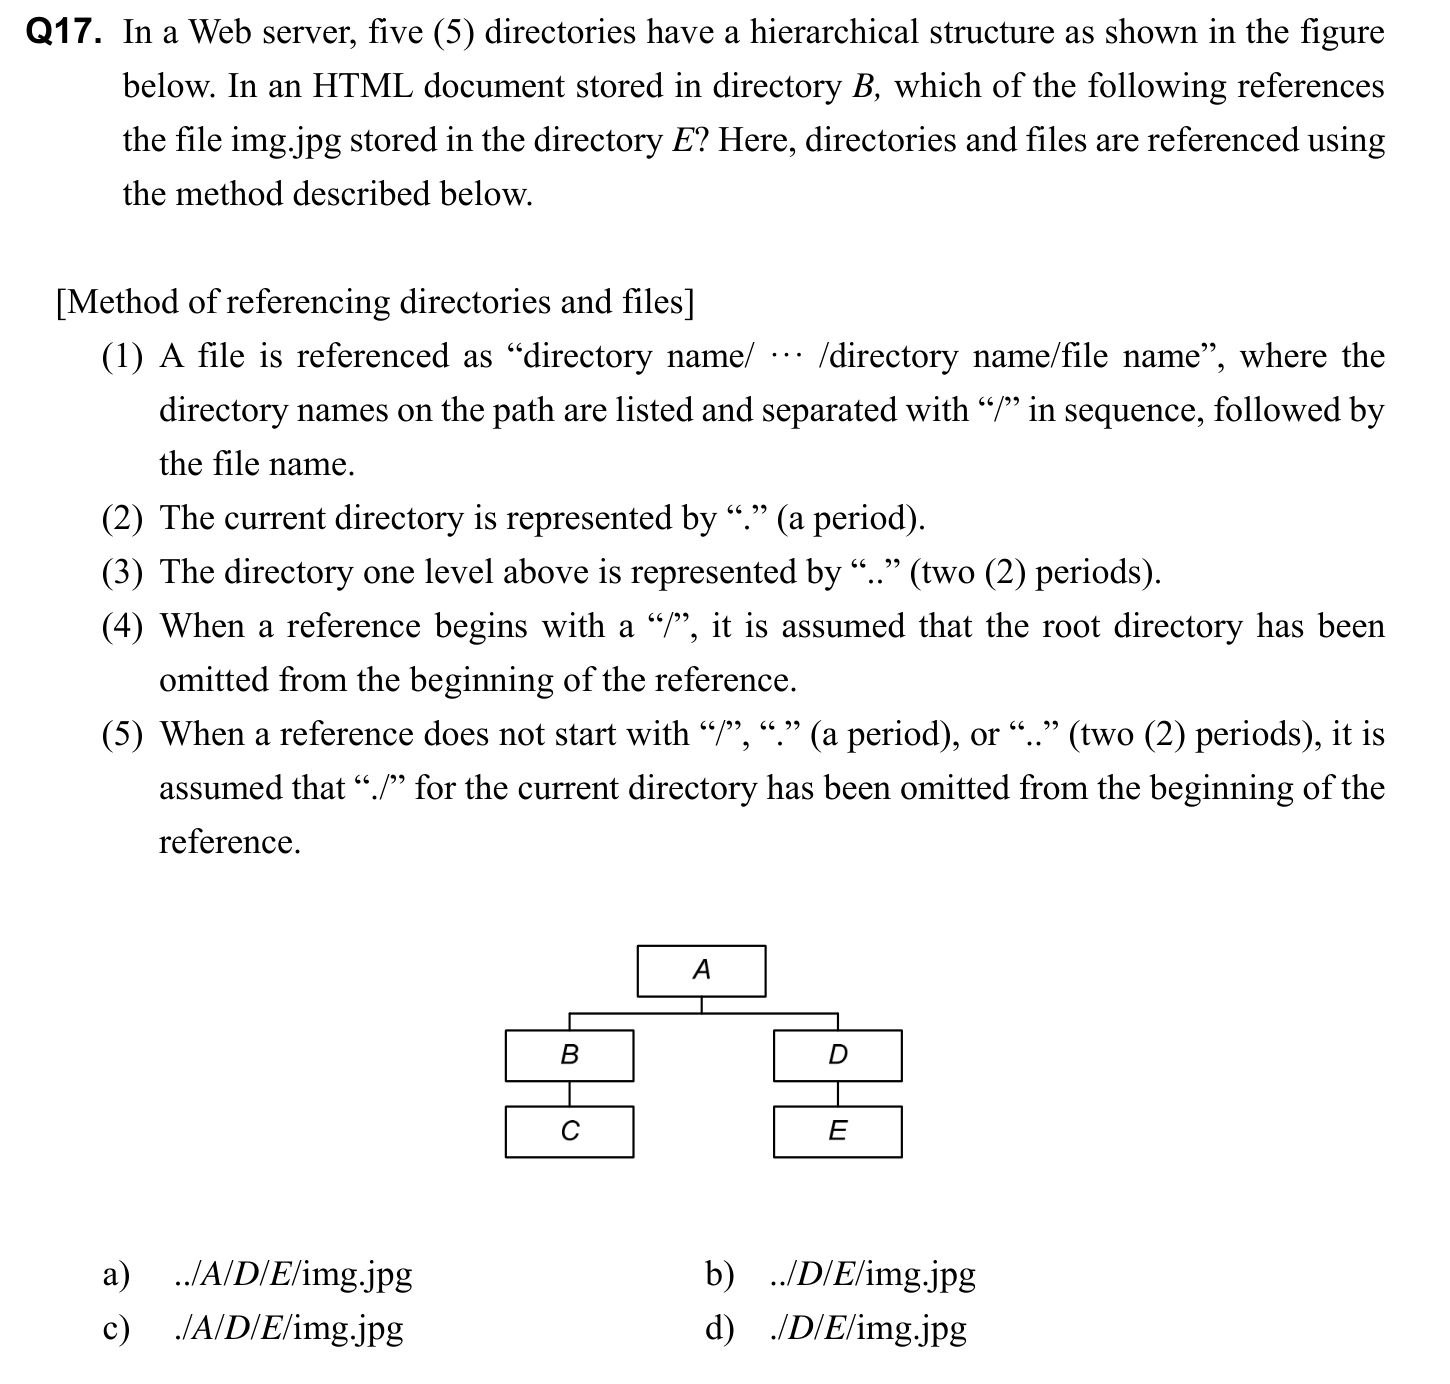 Q17. In a Web server, five (5) directories have a hierarchical structure as shown in the figure
below. In an HTML document stored in directory B, which of the following references
the file img.jpg stored in the directory E? Here, directories and files are referenced using
the method described below.
[Method of referencing directories and files]
(1) A file is referenced as “directory name/ ··· /directory name/file name”, where the
directory names on the path are listed and separated with “/” in sequence, followed by
the file name.
(2) The current directory is represented by “.” (a period).
(3) The directory one level above is represented by “..” (two (2) periods).
(4) When a reference begins with a “/”, it is assumed that the root directory has been
omitted from the beginning of the reference.
(5) When a reference does not start with “/”, “.” (a period), or “..” (two (2) periods), it is
assumed that “./” for the current directory has been omitted from the beginning of the
reference.
A
B D
C E
a) ../A/D/E/img.jpg b) ../D/E/img.jpg
c) ./A/D/E/img.jpg d) ./D/E/img.jpg